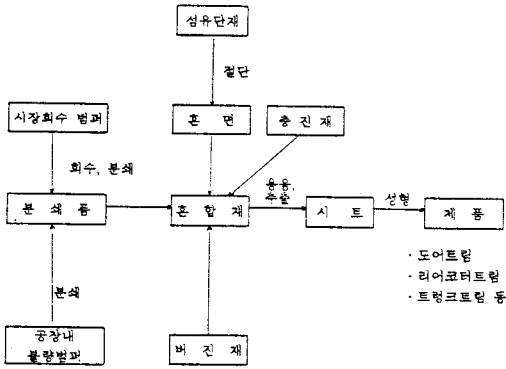 섬유단재
절단
시장회수 범퍼
혼 면
충 진 재
회수, 분쇄
용융,
추출
성형
분 쇄 품
혼 합 재
시 트
제 품
· 도어트림
· 리어코터트림
· 트렁크트림 등
분쇄
공장내
불량범퍼
버 진 재